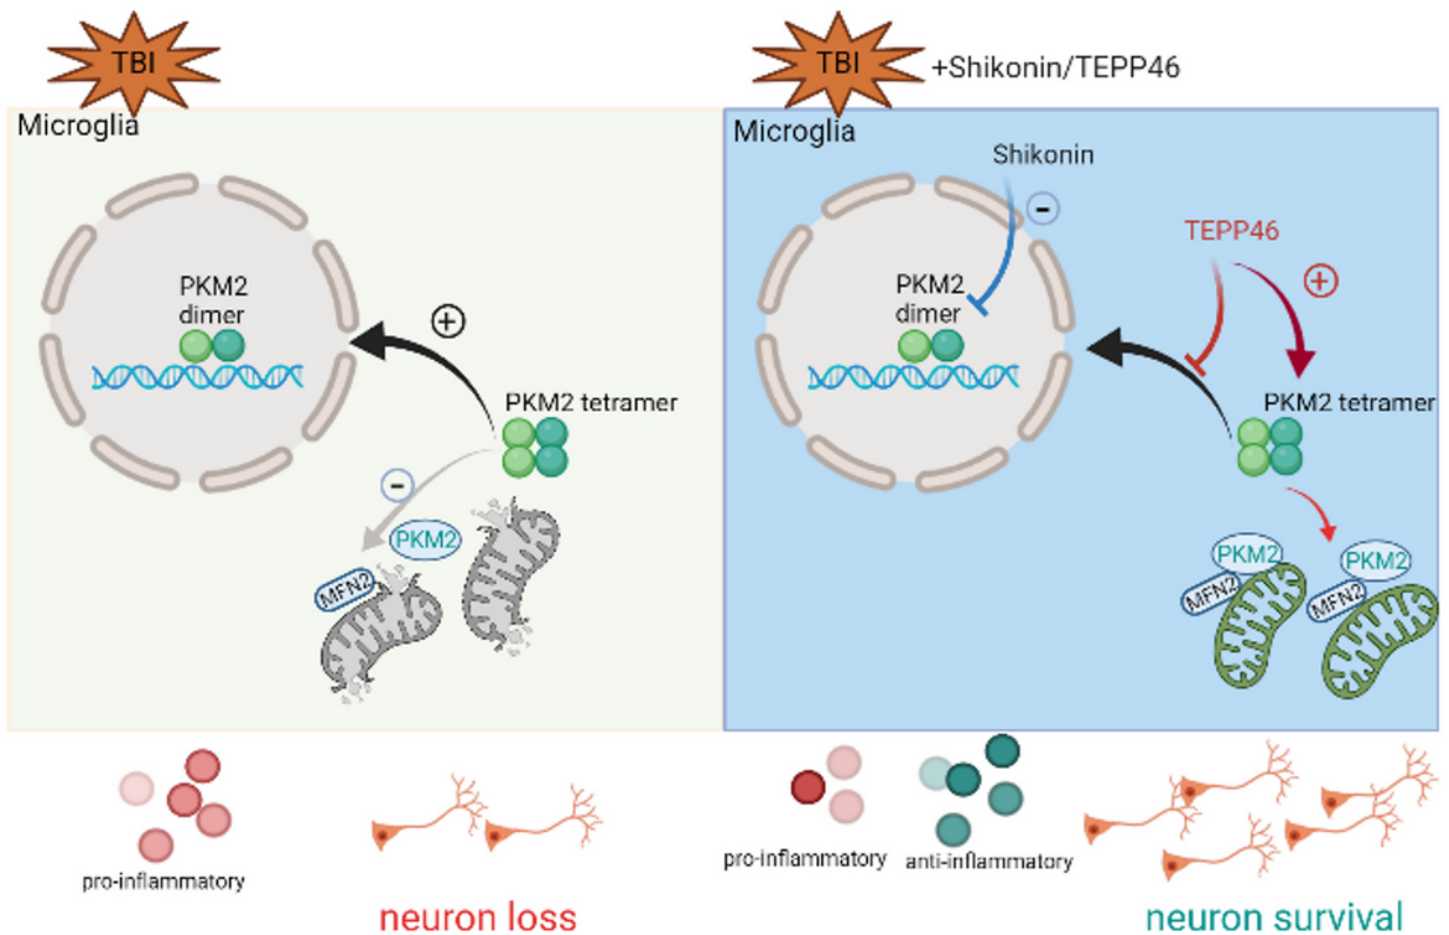 TBI
Microglia
PKM2
dimer
+
PKM2 tetramer
-
PKM2
MFN2
pro-inflammatory
neuron loss
TBI
+Shikonin/TEPP46
Microglia
Shikonin
-
TEPP46
+
PKM2
dimer
PKM2 tetramer
PKM2
MFN2
PKM2
MFN2
pro-inflammatory
anti-inflammatory
neuron survival